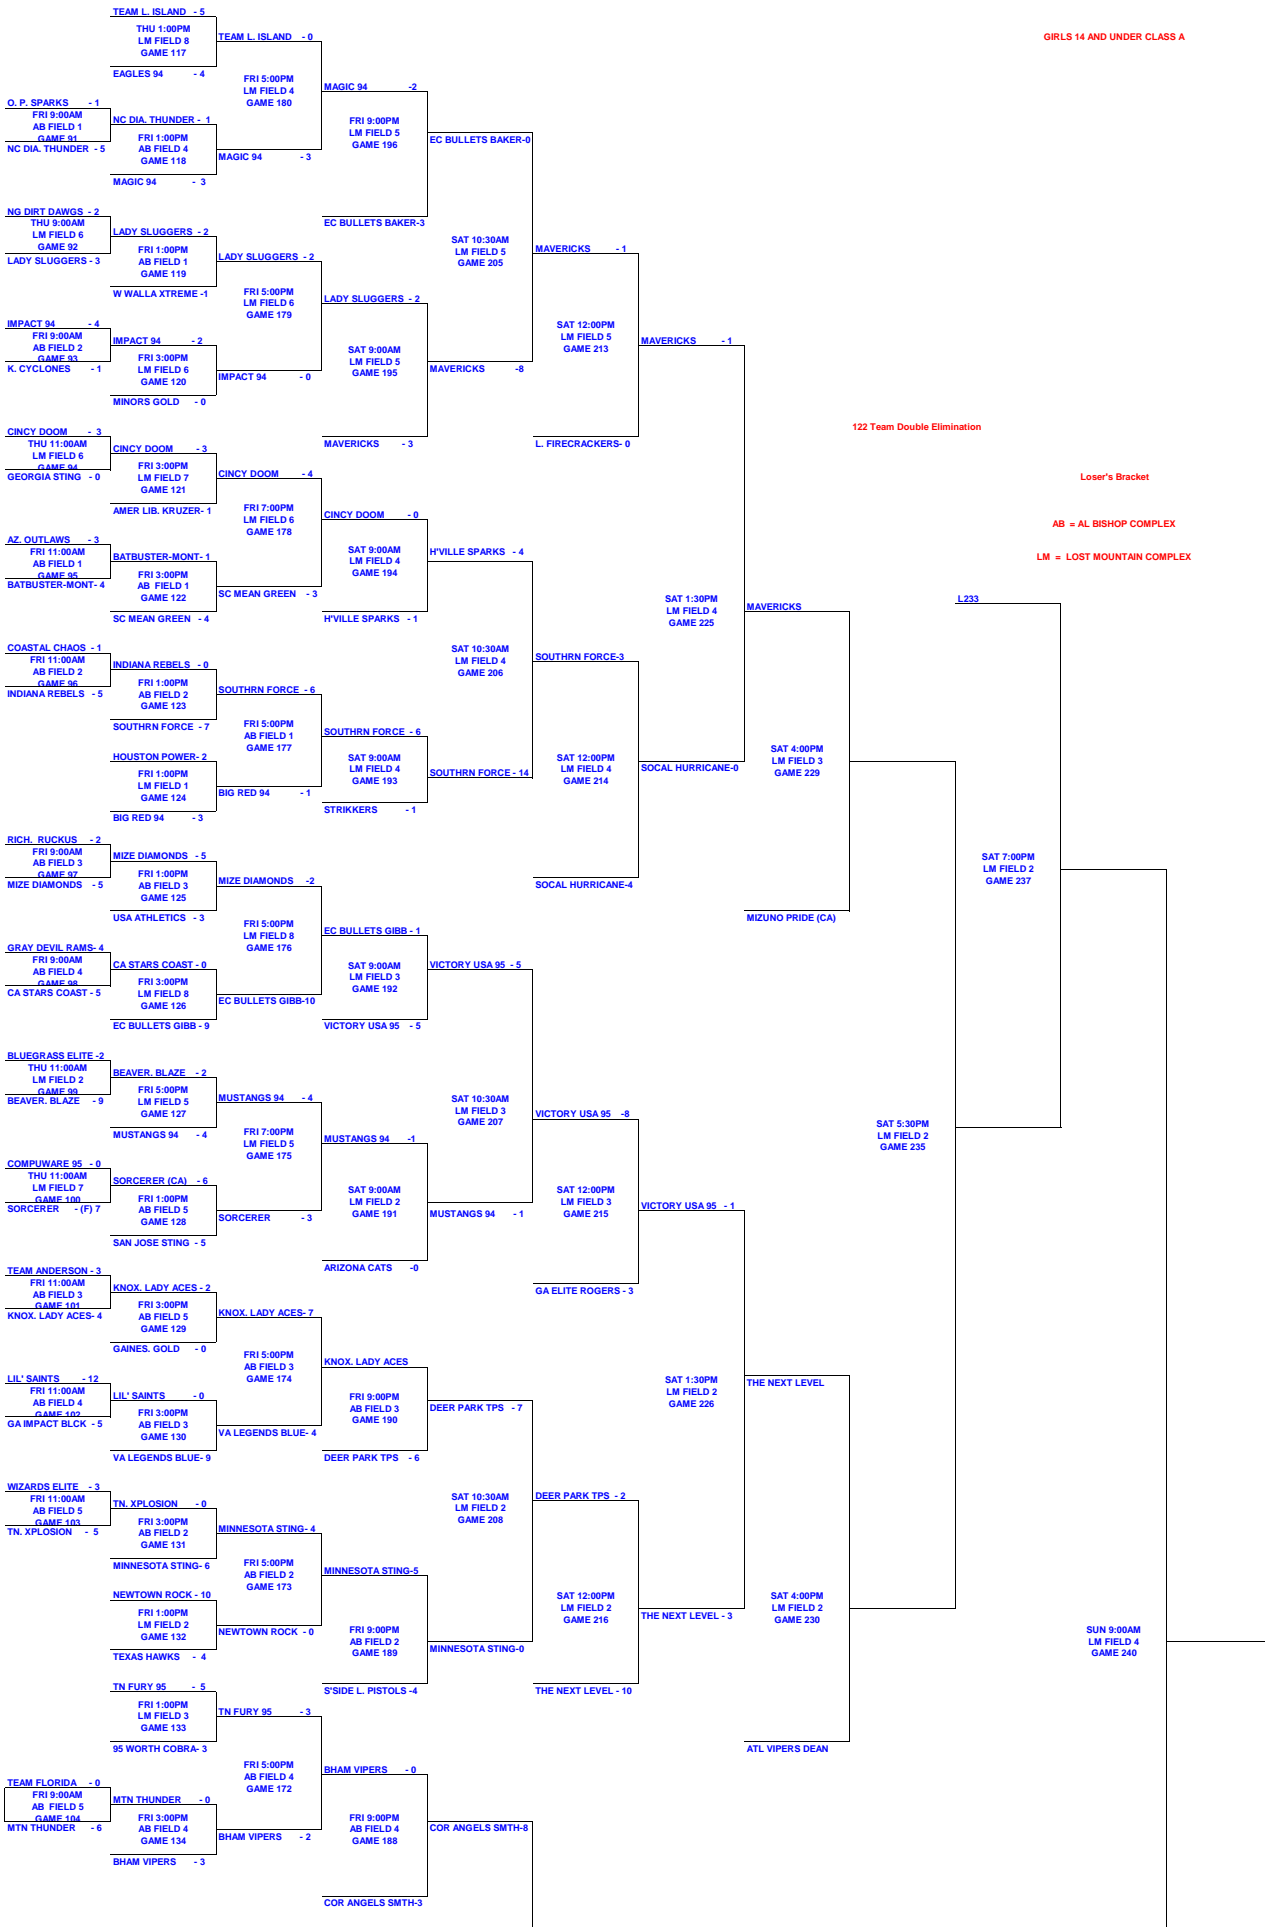 TEAM L. ISLAND - 5
THU 1:00PM
LM FIELD 8
GAME 117
EAGLES 94 - 4
TEAM L. ISLAND - 0
GIRLS 14 AND UNDER CLASS A
FRI 5:00PM
LM FIELD 4
GAME 180
MAGIC 94 -2
O. P. SPARKS - 1
FRI 9:00AM
AB FIELD 1
GAME 91
NC DIA. THUNDER - 5
NC DIA. THUNDER - 1
FRI 1:00PM
AB FIELD 4
GAME 118
MAGIC 94 - 3
MAGIC 94 - 3
FRI 9:00PM
LM FIELD 5
GAME 196
EC BULLETS BAKER-0
EC BULLETS BAKER-3
NG DIRT DAWGS - 2
THU 9:00AM
LM FIELD 6
GAME 92
LADY SLUGGERS - 3
LADY SLUGGERS - 2
FRI 1:00PM
AB FIELD 1
GAME 119
W WALLA XTREME -1
LADY SLUGGERS - 2
FRI 5:00PM
LM FIELD 6
GAME 179
LADY SLUGGERS - 2
SAT 10:30AM
LM FIELD 5
GAME 205
MAVERICKS - 1
IMPACT 94 - 4
FRI 9:00AM
AB FIELD 2
GAME 93
K. CYCLONES - 1
IMPACT 94 - 2
FRI 3:00PM
LM FIELD 6
GAME 120
MINORS GOLD - 0
IMPACT 94 - 0
SAT 9:00AM
LM FIELD 5
GAME 195
MAVERICKS -8
MAVERICKS - 3
SAT 12:00PM
LM FIELD 5
GAME 213
MAVERICKS - 1
L. FIRECRACKERS- 0
122 Team Double Elimination
Loser's Bracket
AB = AL BISHOP COMPLEX
LM = LOST MOUNTAIN COMPLEX
CINCY DOOM - 3
THU 11:00AM
LM FIELD 6
GAME 94
GEORGIA STING - 0
CINCY DOOM - 3
FRI 3:00PM
LM FIELD 7
GAME 121
AMER LIB. KRUZER- 1
CINCY DOOM - 4
FRI 7:00PM
LM FIELD 6
GAME 178
CINCY DOOM - 0
SAT 9:00AM
LM FIELD 4
GAME 194
H'VILLE SPARKS - 4
H'VILLE SPARKS - 1
AZ. OUTLAWS - 3
FRI 11:00AM
AB FIELD 1
GAME 95
BATBUSTER-MONT- 4
BATBUSTER-MONT- 1
FRI 3:00PM
AB FIELD 1
GAME 122
SC MEAN GREEN - 4
SC MEAN GREEN - 3
SAT 1:30PM
LM FIELD 4
GAME 225
MAVERICKS
L233
COASTAL CHAOS - 1
FRI 11:00AM
AB FIELD 2
GAME 96
INDIANA REBELS - 5
INDIANA REBELS - 0
FRI 1:00PM
AB FIELD 2
GAME 123
SOUTHRN FORCE - 7
SOUTHRN FORCE - 6
FRI 5:00PM
AB FIELD 1
GAME 177
SOUTHRN FORCE - 6
SAT 10:30AM
LM FIELD 4
GAME 206
SOUTHRN FORCE-3
HOUSTON POWER- 2
FRI 1:00PM
LM FIELD 1
GAME 124
BIG RED 94 - 3
BIG RED 94 - 1
SAT 9:00AM
LM FIELD 4
GAME 193
SOUTHRN FORCE - 14
STRIKKERS - 1
SAT 12:00PM
LM FIELD 4
GAME 214
SOCAL HURRICANE-0
SOCAL HURRICANE-4
SAT 4:00PM
LM FIELD 3
GAME 229
MIZUNO PRIDE (CA)
SAT 7:00PM
LM FIELD 2
GAME 237
RICH. RUCKUS - 2
FRI 9:00AM
AB FIELD 3
GAME 97
MIZE DIAMONDS - 5
MIZE DIAMONDS - 5
FRI 1:00PM
AB FIELD 3
GAME 125
USA ATHLETICS - 3
MIZE DIAMONDS -2
FRI 5:00PM
LM FIELD 8
GAME 176
EC BULLETS GIBB - 1
GRAY DEVIL RAMS- 4
FRI 9:00AM
AB FIELD 4
GAME 98
CA STARS COAST - 5
CA STARS COAST - 0
FRI 3:00PM
LM FIELD 8
GAME 126
EC BULLETS GIBB - 9
EC BULLETS GIBB-10
SAT 9:00AM
LM FIELD 3
GAME 192
VICTORY USA 95 - 5
VICTORY USA 95 - 5
BLUEGRASS ELITE -2
THU 11:00AM
LM FIELD 2
GAME 99
BEAVER. BLAZE - 9
BEAVER. BLAZE - 2
FRI 5:00PM
LM FIELD 5
GAME 127
MUSTANGS 94 - 4
MUSTANGS 94 - 4
FRI 7:00PM
LM FIELD 5
GAME 175
MUSTANGS 94 -1
SAT 10:30AM
LM FIELD 3
GAME 207
VICTORY USA 95 -8
SAT 5:30PM
LM FIELD 2
GAME 235
COMPUWARE 95 - 0
THU 11:00AM
LM FIELD 7
GAME 100
SORCERER - (F) 7
SORCERER (CA) - 6
FRI 1:00PM
AB FIELD 5
GAME 128
SAN JOSE STING - 5
SORCERER - 3
SAT 9:00AM
LM FIELD 2
GAME 191
MUSTANGS 94 - 1
ARIZONA CATS -0
SAT 12:00PM
LM FIELD 3
GAME 215
VICTORY USA 95 - 1
GA ELITE ROGERS - 3
TEAM ANDERSON - 3
FRI 11:00AM
AB FIELD 3
GAME 101
KNOX. LADY ACES- 4
KNOX. LADY ACES - 2
FRI 3:00PM
AB FIELD 5
GAME 129
GAINES. GOLD - 0
KNOX. LADY ACES- 7
FRI 5:00PM
AB FIELD 3
GAME 174
KNOX. LADY ACES
LIL' SAINTS - 12
FRI 11:00AM
AB FIELD 4
GAME 102
GA IMPACT BLCK - 5
LIL' SAINTS - 0
FRI 3:00PM
AB FIELD 3
GAME 130
VA LEGENDS BLUE- 9
VA LEGENDS BLUE- 4
FRI 9:00PM
AB FIELD 3
GAME 190
DEER PARK TPS - 7
DEER PARK TPS - 6
SAT 1:30PM
LM FIELD 2
GAME 226
THE NEXT LEVEL
WIZARDS ELITE - 3
FRI 11:00AM
AB FIELD 5
GAME 103
TN. XPLOSION - 5
TN. XPLOSION - 0
FRI 3:00PM
AB FIELD 2
GAME 131
MINNESOTA STING- 6
MINNESOTA STING- 4
FRI 5:00PM
AB FIELD 2
GAME 173
MINNESOTA STING-5
SAT 10:30AM
LM FIELD 2
GAME 208
DEER PARK TPS - 2
NEWTOWN ROCK - 10
FRI 1:00PM
LM FIELD 2
GAME 132
TEXAS HAWKS - 4
NEWTOWN ROCK - 0
FRI 9:00PM
AB FIELD 2
GAME 189
MINNESOTA STING-0
S'SIDE L. PISTOLS -4
SAT 12:00PM
LM FIELD 2
GAME 216
THE NEXT LEVEL - 3
THE NEXT LEVEL - 10
SAT 4:00PM
LM FIELD 2
GAME 230
ATL VIPERS DEAN
SUN 9:00AM
LM FIELD 4
GAME 240
TN FURY 95 - 5
FRI 1:00PM
LM FIELD 3
GAME 133
95 WORTH COBRA- 3
TN FURY 95 - 3
FRI 5:00PM
AB FIELD 4
GAME 172
BHAM VIPERS - 0
TEAM FLORIDA - 0
FRI 9:00AM
AB FIELD 5
GAME 104
MTN THUNDER - 6
MTN THUNDER - 0
FRI 3:00PM
AB FIELD 4
GAME 134
BHAM VIPERS - 3
BHAM VIPERS - 2
FRI 9:00PM
AB FIELD 4
GAME 188
COR ANGELS SMTH-8
COR ANGELS SMTH-3